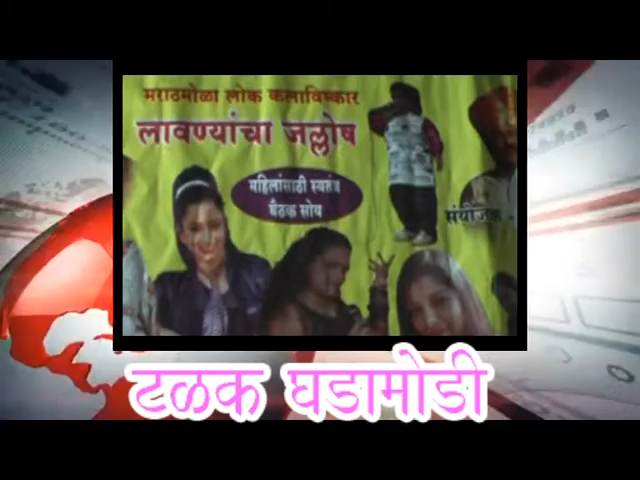 मराठमोळा लोक कलाविष्कार
लावण्यांचा जल्लोष
महिलांसाठी स्वतंत्र
बैठक सोय
संयोजक
टळक घडामोडी